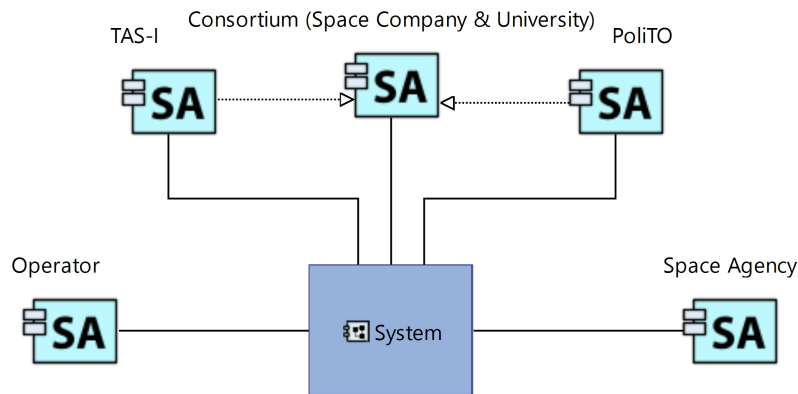 Consortium (Space Company & University)
TAS-I
PoliTO
SA
SA
SA
Operator
Space Agency
SA
System
SA